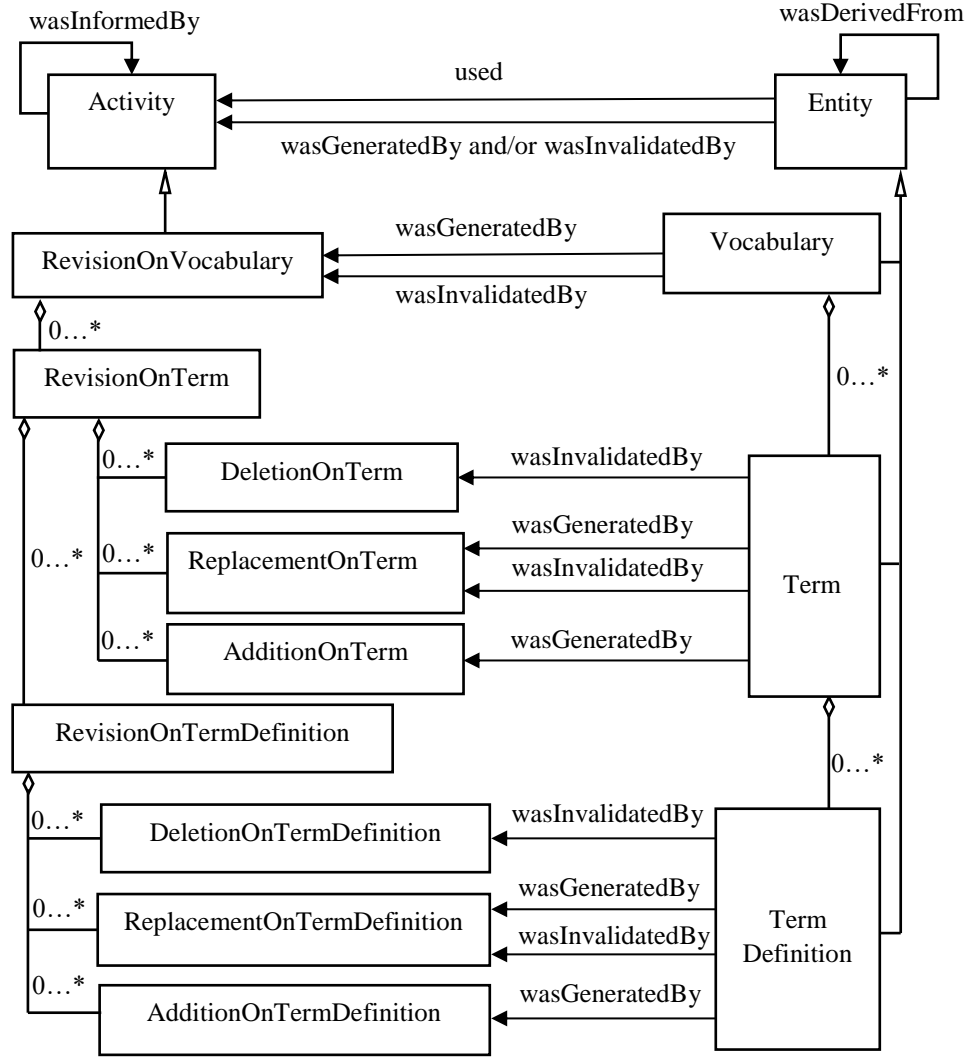 wasInformedBy
wasDerivedFrom
Activity
used
Entity
wasGeneratedBy and/or wasInvalidatedBy
RevisionOnVocabulary
wasGeneratedBy
Vocabulary
wasInvalidatedBy
0…*
RevisionOnTerm
0…*
0…*
DeletionOnTerm
wasInvalidatedBy
0…*
0…*
ReplacementOnTerm
wasGeneratedBy
wasInvalidatedBy
Term
0…*
AdditionOnTerm
wasGeneratedBy
RevisionOnTermDefinition
0…*
0…*
DeletionOnTermDefinition
wasInvalidatedBy
0…*
ReplacementOnTermDefinition
wasGeneratedBy
wasInvalidatedBy
Term
Definition
0…*
AdditionOnTermDefinition
wasGeneratedBy